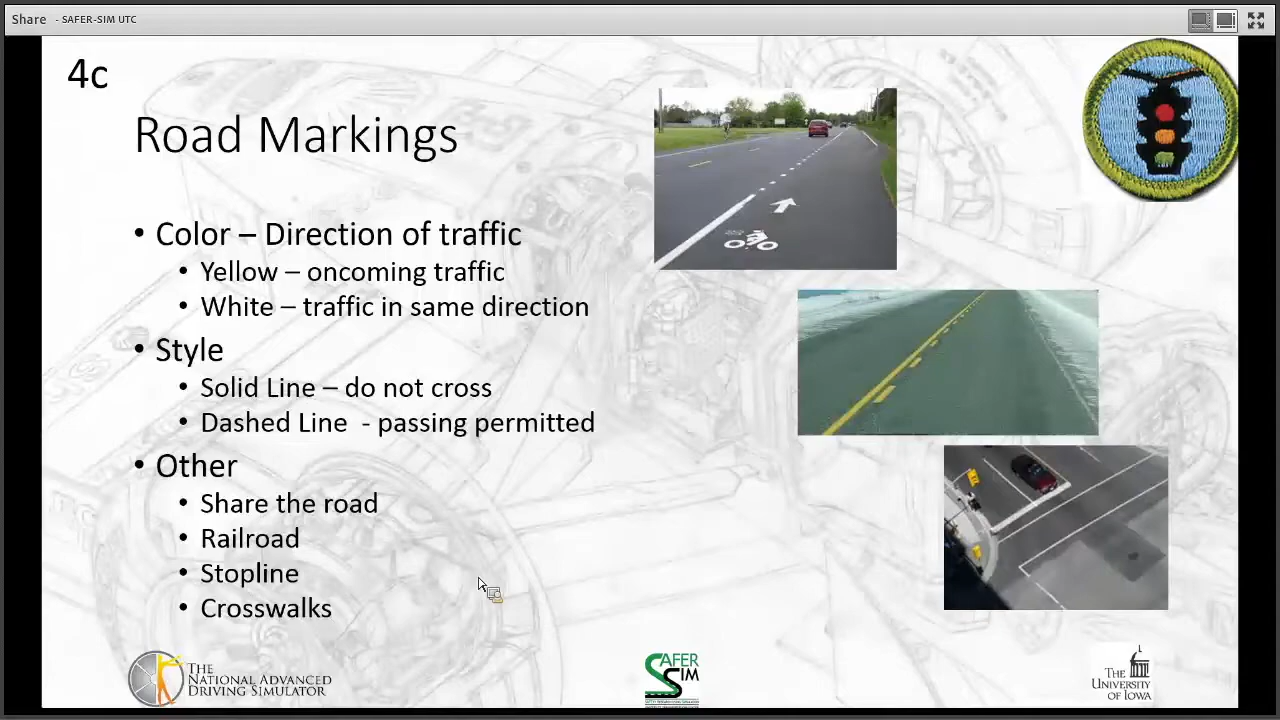 Share - SAFER-SIM UTC
4c
Road Markings
• Color – Direction of traffic
• Yellow – oncoming traffic
• White – traffic in same direction
• Style
• Solid Line – do not cross
• Dashed Line - passing permitted
• Other
• Share the road
• Railroad
• Stopline
• Crosswalks
THE
NATIONAL ADVANCED
DRIVING SIMULATOR
SAFER
SIM
THE
UNIVERSITY
OF IOWA